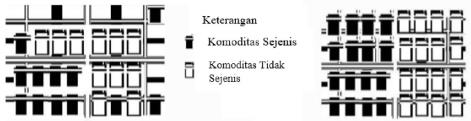 Keterangan
Komoditas Sejenis
Komoditas Tidak
Sejenis